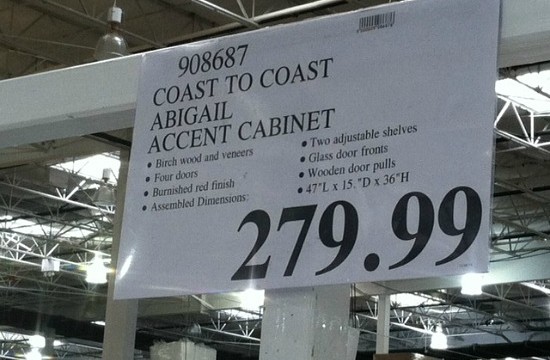 908687
COAST TO COAST
ABIGAIL
ACCENT CABINET
• Birch wood and veneers
• Four doors
• Burnished red finish
• Assembled Dimensions:
• Two adjustable shelves
• Glass door fronts
• Wooden door pulls
• 47"L x 15."D x 36"H
279.99